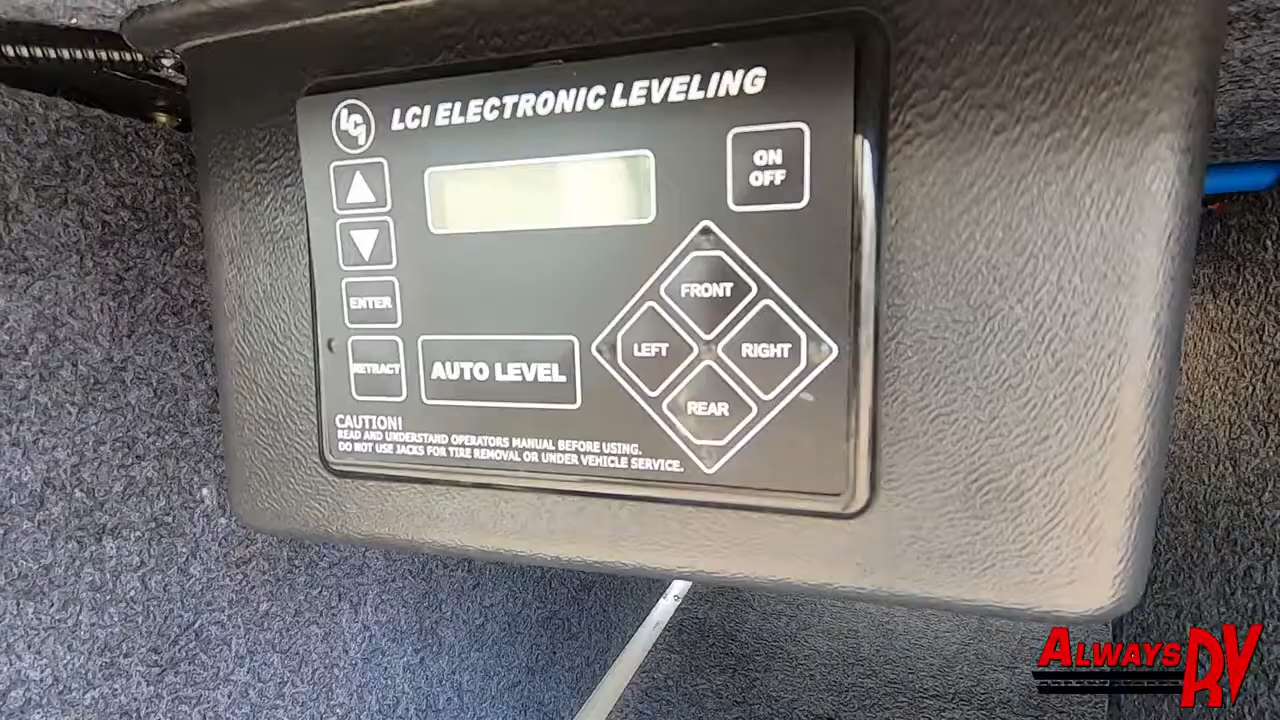 LCI
LCI ELECTRONIC LEVELING
ON
OFF
ENTER
RETRACT
AUTO LEVEL
FRONT
LEFT
RIGHT
REAR
CAUTION!
READ AND UNDERSTAND OPERATORS MANUAL BEFORE USING.
DO NOT USE JACKS FOR TIRE REMOVAL OR UNDER VEHICLE SERVICE.
ALWAYS RV